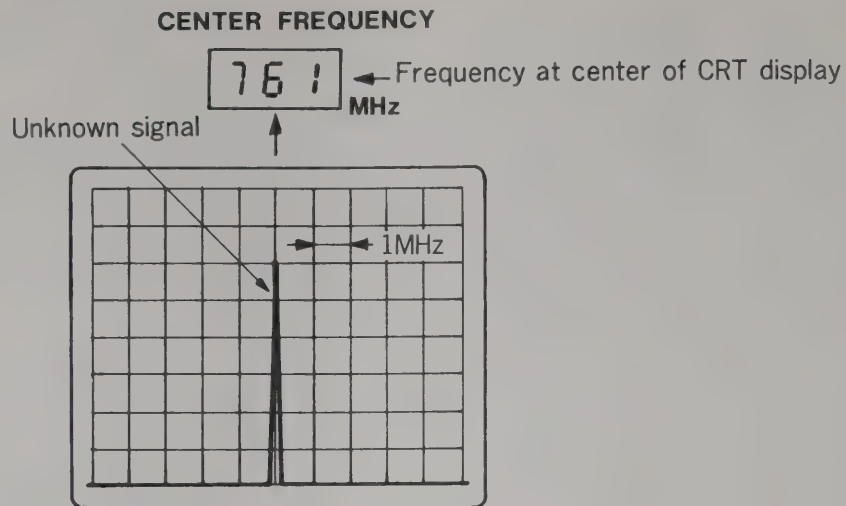 CENTER FREQUENCY
761
Frequency at center of CRT display
MHz
Unknown signal
1MHz